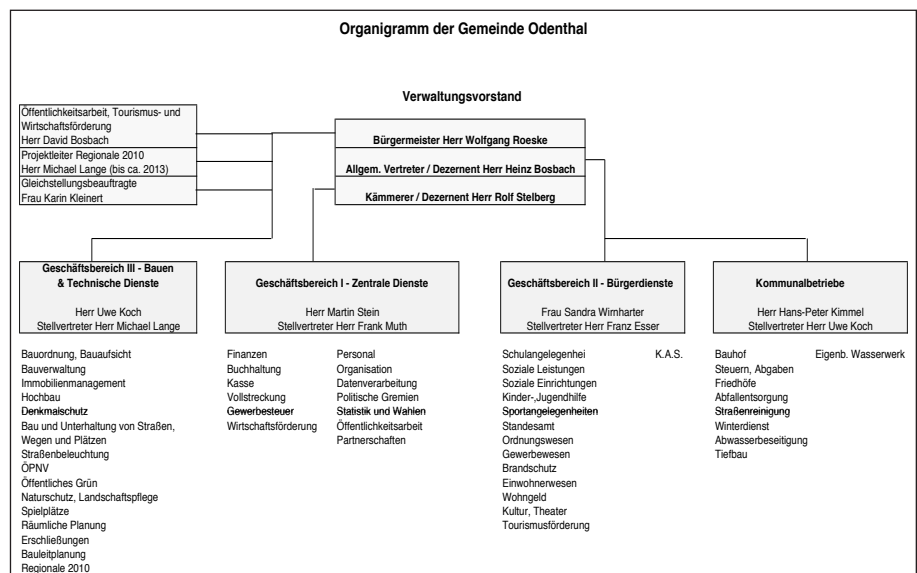 Organigramm der Gemeinde Odenthal
Verwaltungsvorstand
Öffentlichkeitsarbeit, Tourismus- und
Wirtschaftsförderung
Herr David Bosbach
Projektleiter Regionale 2010
Herr Michael Lange (bis ca. 2013)
Gleichstellungsbeauftragte
Frau Karin Kleinert
Bürgermeister Herr Wolfgang Roeske
Allgem. Vertreter / Dezernent Herr Heinz Bosbach
Kämmerer / Dezernent Herr Rolf Stelberg
Geschäftsbereich III - Bauen
& Technische Dienste
Herr Uwe Koch
Stellvertreter Herr Michael Lange
Bauordnung, Bauaufsicht
Bauverwaltung
Immobilienmanagement
Hochbau
Denkmalschutz
Bau und Unterhaltung von Straßen,
Wegen und Plätzen
Straßenbeleuchtung
ÖPNV
Öffentliches Grün
Naturschutz, Landschaftspflege
Spielplätze
Räumliche Planung
Erschließungen
Bauleitplanung
Regionale 2010
Geschäftsbereich I - Zentrale Dienste
Herr Martin Stein
Stellvertreter Herr Frank Muth
Finanzen
Buchhaltung
Kasse
Vollstreckung
Gewerbesteuer
Wirtschaftsförderung
Personal
Organisation
Datenverarbeitung
Politische Gremien
Statistik und Wahlen
Öffentlichkeitsarbeit
Partnerschaften
Geschäftsbereich II - Bürgerdienste
Frau Sandra Wirnharter
Stellvertreter Herr Franz Esser
Schulangelegenhei
Soziale Leistungen
Soziale Einrichtungen
Kinder-,Jugendhilfe
Sportangelegenheiten
Standesamt
Ordnungswesen
Gewerbewesen
Brandschutz
Einwohnerwesen
Wohngeld
Kultur, Theater
Tourismusförderung
K.A.S.
Kommunalbetriebe
Herr Hans-Peter Kimmel
Stellvertreter Herr Uwe Koch
Bauhof
Steuern, Abgaben
Friedhöfe
Abfallentsorgung
Straßenreinigung
Winterdienst
Abwasserbeseitigung
Tiefbau
Eigenb. Wasserwerk